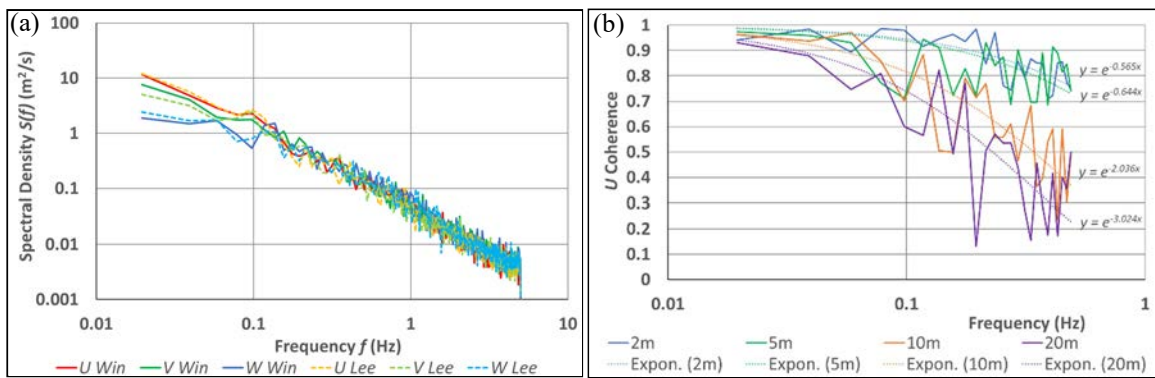 (a)
100
10
1
0.1
0.01
0.001
Spectral Density S(f) (m²/s)
0.01 0.1 1 10
Frequency f (Hz)
U Win V Win W Win U Lee V Lee W Lee
(b)
1
0.9
0.8
0.7
0.6
0.5
0.4
0.3
0.2
0.1
0
U Coherence
y = e^-0.565x
y = e^-0.644x
y = e^-2.036x
y = e^-3.024x
0.01 0.1 1
Frequency (Hz)
2m 5m 10m 20m
Expon. (2m) Expon. (5m) Expon. (10m) Expon. (20m)